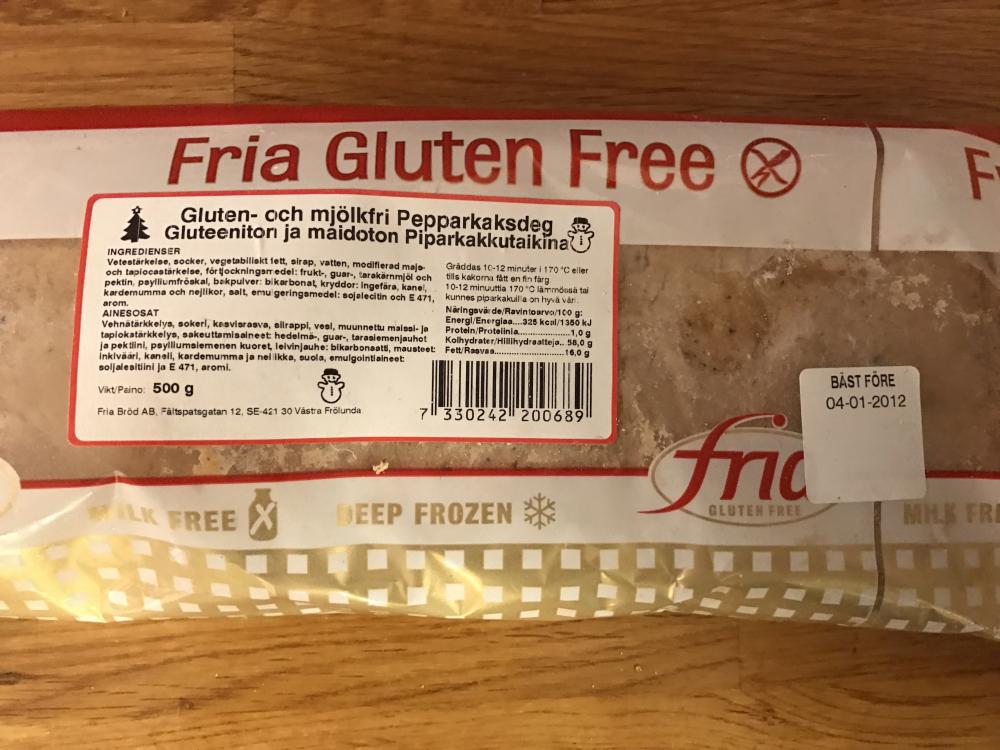 Fria Gluten Free
F
Gluten- och mjölkfri Pepparkaksdeg
Gluteeniton ja maidoton Piparkakkutaikina
INGREDIENSER
Vetestärkelse, socker, vegetabiliskt fett, sirap, vatten, modifierad majs-
och tapiocastärkelse, förtjockningsmedel: frukt-, guar-, tarakärnmjöl och
pektin, psylliumfröskal, bakpulver: bikarbonat, kryddor: ingefära, kanel,
kardemumma och nejlikor, salt, emulgeringsmedel: sojalecitin och E 471,
arom.
AINESOSAT
Vehnätärkkelys, sokeri, kasvisrasva, siirappi, vesi, muunnettu maissi- ja
tapiokatärkkelys, sakeuttamisaineet: hedelmä-, guar-, tarasiemenjauhot
ja pektiini, psylliumsiemenen kuoret, leivinjauhe: bikarbonaatti, mausteet:
inkivääri, kaneli, kardemumma ja neilikka, suola, emulgointiaineet:
soijalesitiini ja E 471, aromi.
Vikt/Paino: 500 g
Fria Bröd AB, Fältspatsgatan 12, SE-421 30 Västra Frölunda
Gräddas 10-12 minuter i 170 °C eller
tills kakorna fått en fin färg.
10-12 minuuttia 170 °C lämmössä tai
kunnes piparkakuilla on hyvä väri.
Näringsvärde/Ravintoarvo/100 g:
Energi/Energiaa....325 kcal/1350 kJ
Protein/Proteiinia..................1,0 g
Kolhydrater/Hiilihydraatteja.. 58,0 g
Fett/Rasvaa.........................16,0 g
7 330242 200689
BÄST FÖRE
04-01-2012
fria
GLUTEN FREE
MILK FREE
DEEP FROZEN
MILK FRE